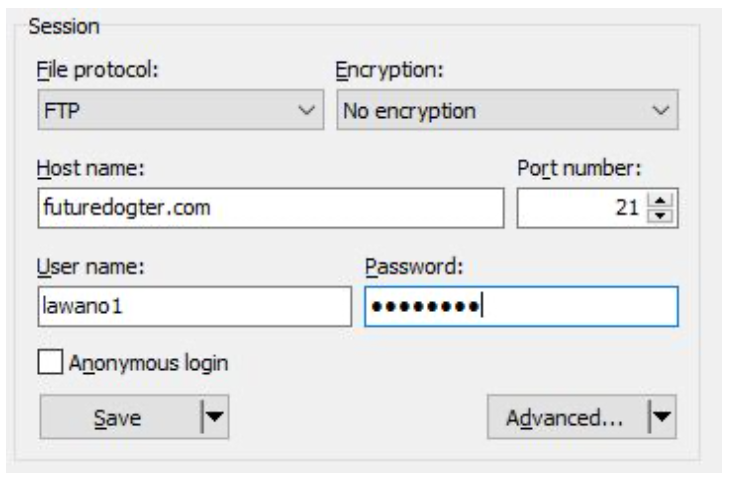 Session
File protocol: Encryption:
FTP No encryption
Host name: Port number:
futuredogter.com 21
User name: Password:
lawano1 ••••••••
Anonymous login
Save Advanced...